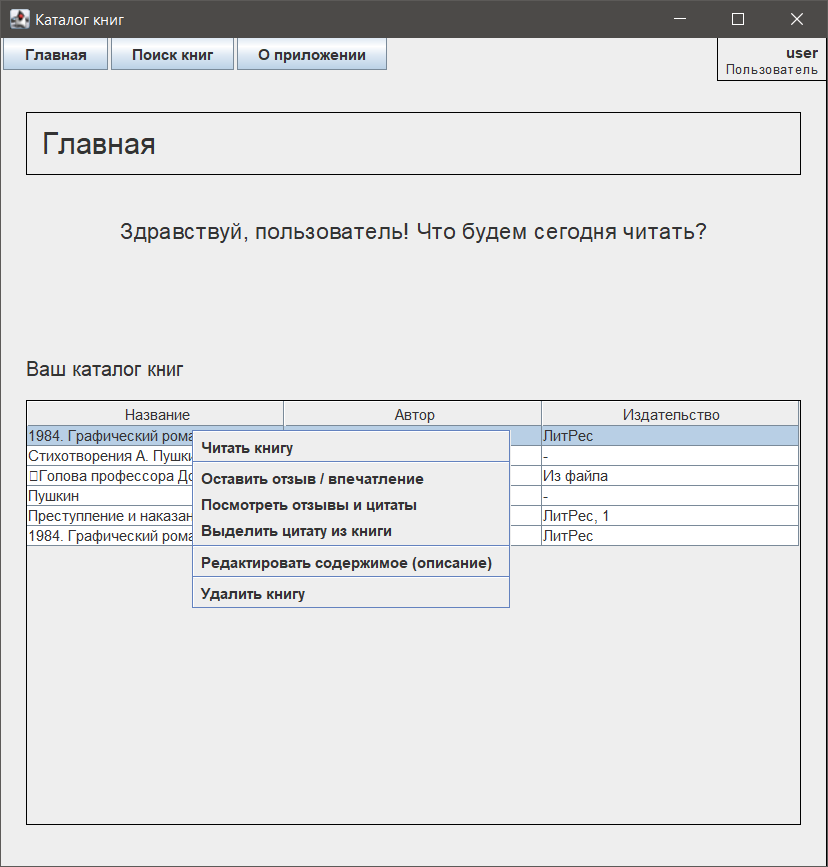 Каталог книг
Главная Поиск книг О приложении
user
Пользователь
Главная
Здравствуй, пользователь! Что будем сегодня читать?
Ваш каталог книг
Название Автор Издательство
1984. Графический рома ЛитРес
Стихотворения А. Пушки -
Голова профессора До Из файла
Пушкин -
Преступление и наказан ЛитРес, 1
1984. Графический рома ЛитРес
Читать книгу
Оставить отзыв / впечатление
Посмотреть отзывы и цитаты
Выделить цитату из книги
Редактировать содержимое (описание)
Удалить книгу